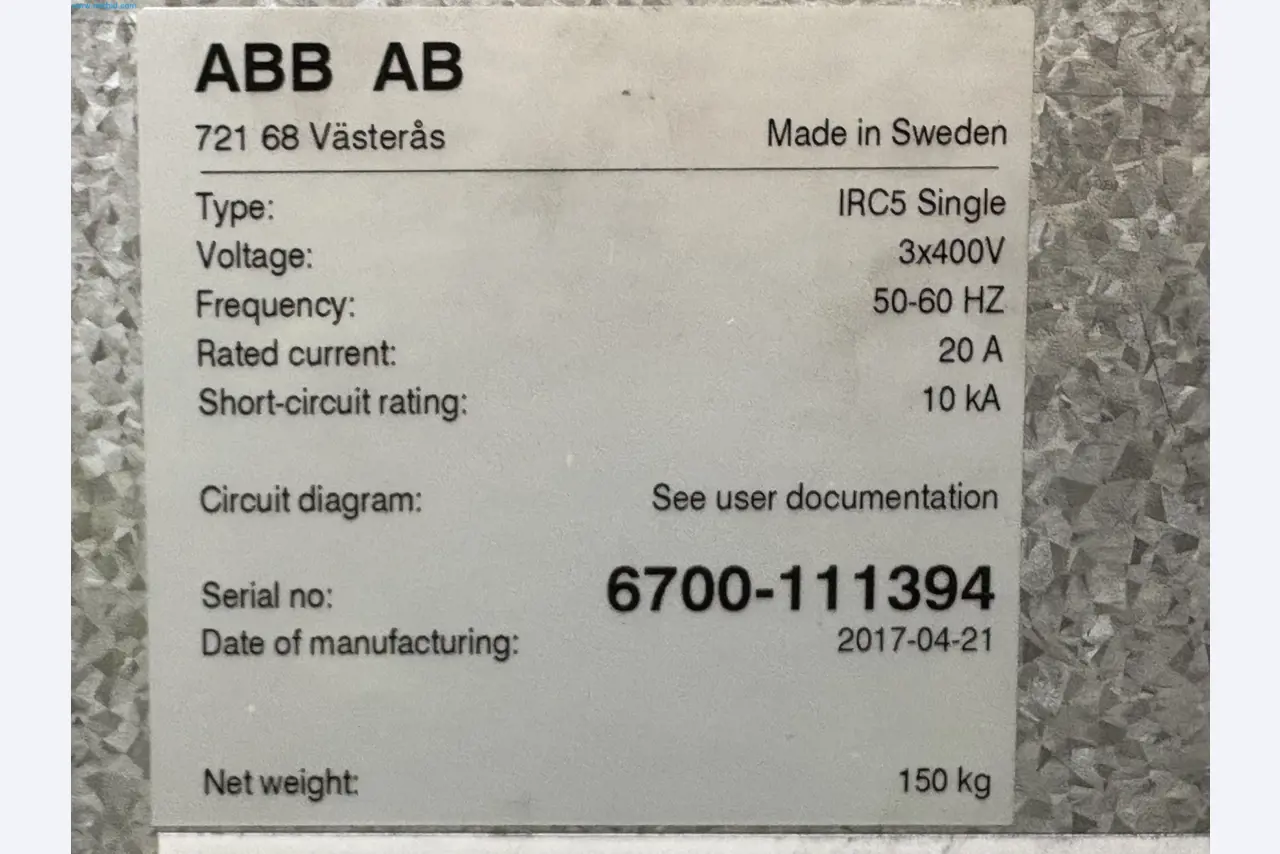 ABB AB
721 68 Västerås Made in Sweden
Type: IRC5 Single
Voltage: 3x400V
Frequency: 50-60 HZ
Rated current: 20 A
Short-circuit rating: 10 kA
Circuit diagram: See user documentation
Serial no: 6700-111394
Date of manufacturing: 2017-04-21
Net weight: 150 kg